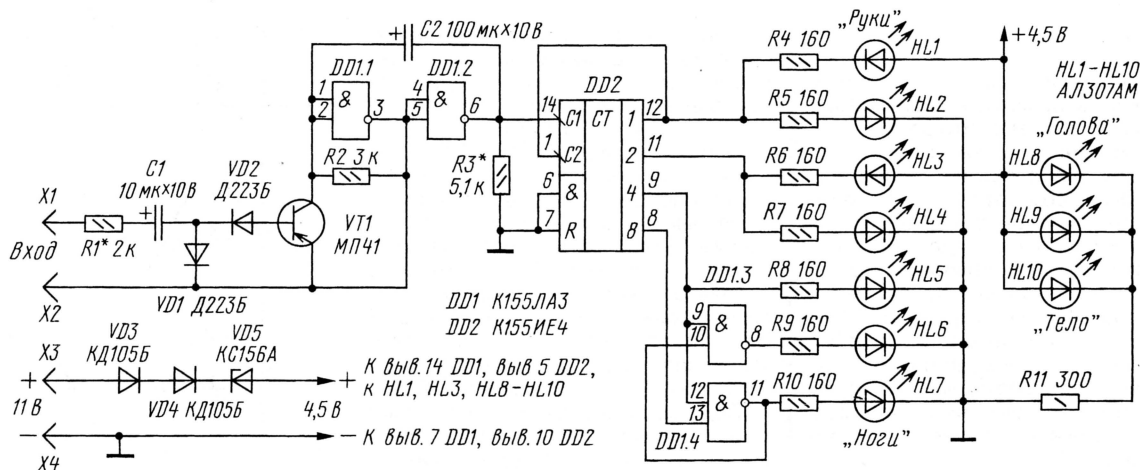 C2 100 мк×10В
DD1.1
DD1.2
1
2
&
3
4
5
&
6
R2 3 к
C1
10 мк×10В
VD2
Д223Б
X1
Вход
X2
R1* 2к
VD1 Д223Б
VT1
МП41
R3*
5,1 к
DD2
14
C1
CT
1
C2
6
&
7
R
1
12
2
11
4
9
8
8
"Руки"
R4 160
HL1
R5 160
HL2
R6 160
HL3
R7 160
HL4
R8 160
HL5
R9 160
HL6
R10 160
HL7
„Ноги"
DD1.3
9
10
&
8
12
13
&
11
DD1.4
+4,5 В
HL1–HL10
АЛ307АМ
„Голова"
HL8
HL9
HL10
„Тело"
R11 300
DD1 К155ЛА3
DD2 К155ИЕ4
X3
+
11 В
−
X4
VD3
КД105Б
VD4 КД105Б
VD5
КС156А
+
4,5 В
−
К выв.14 DD1, выв 5 DD2,
к HL1, HL3, HL8–HL10
К выв. 7 DD1, выв.10 DD2